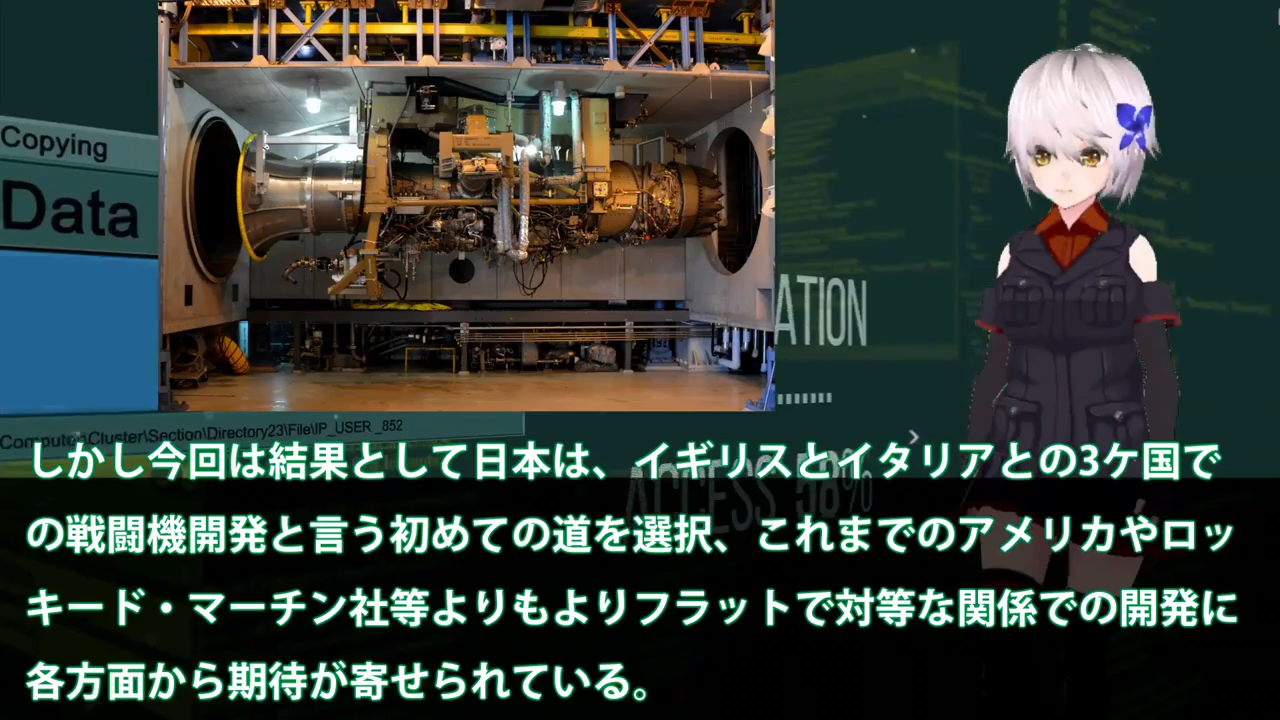 Copying
Data
ATION
Computer\Cluster\Section\Directory23\File\IP_USER_852
ACCESS 58%
しかし今回は結果として日本は、イギリスとイタリアとの3ケ国で
の戦闘機開発と言う初めての道を選択、これまでのアメリカやロッ
キード・マーチン社等よりもよりフラットで対等な関係での開発に
各方面から期待が寄せられている。